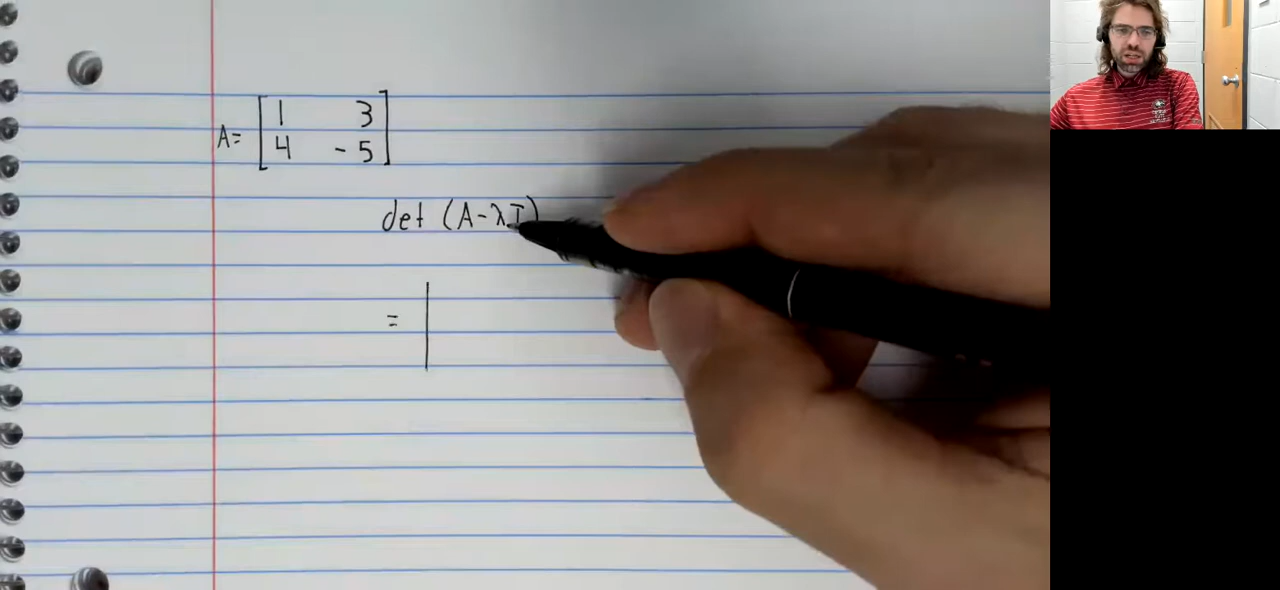 A = [ 1 3
4 -5 ]
det (A-λI)
= |